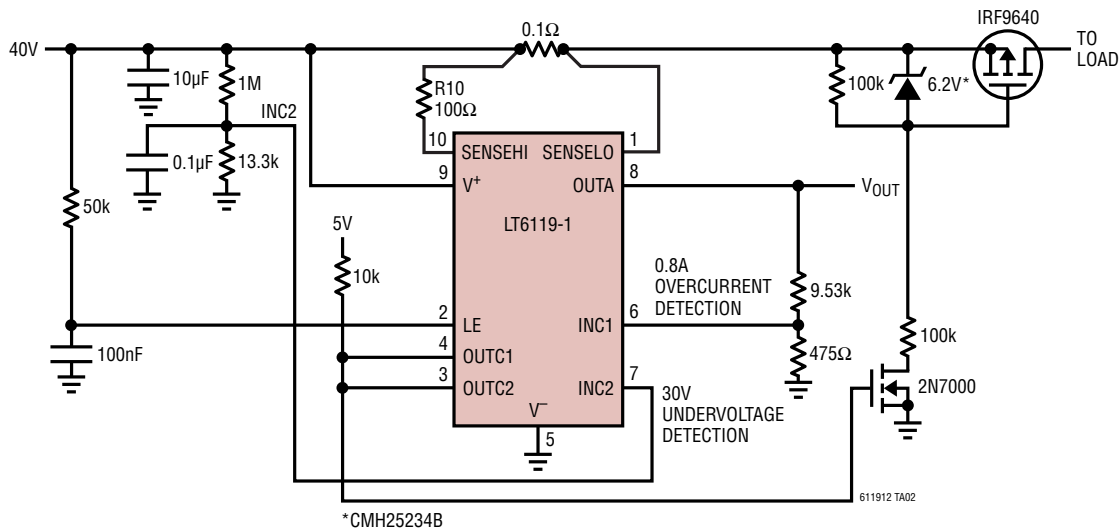 0.1Ω
IRF9640
40V
TO
LOAD
10µF
1M
R10
100Ω
100k
6.2V*
INC2
10
1
SENSEHI
SENSELO
0.1µF
13.3k
9
8
V+
OUTA
VOUT
50k
LT6119-1
5V
0.8A
OVERCURRENT
DETECTION
10k
9.53k
2
6
LE
INC1
100k
4
100nF
OUTC1
475Ω
3
7
OUTC2
INC2
2N7000
30V
UNDERVOLTAGE
DETECTION
V–
5
611912 TA02
*CMH25234B